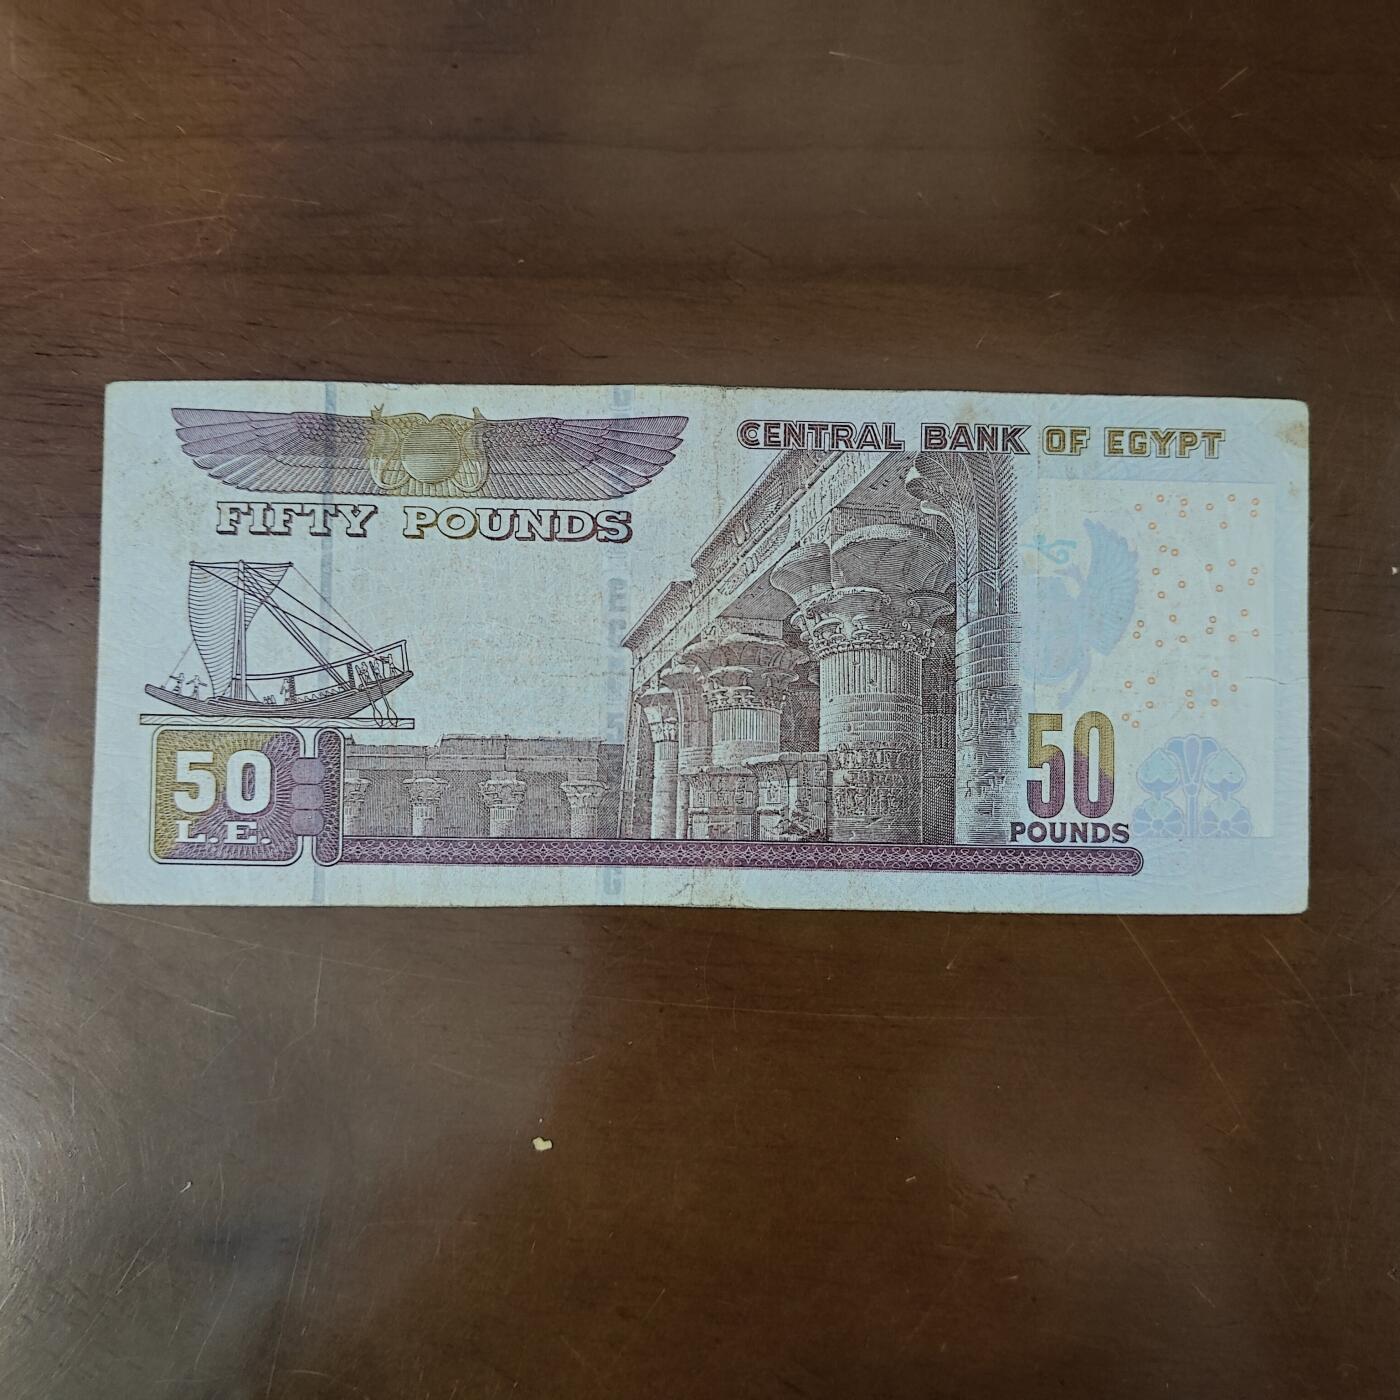 CENTRAL BANK OF EGYPT
FIFTY POUNDS
50
L.E.
50
POUNDS